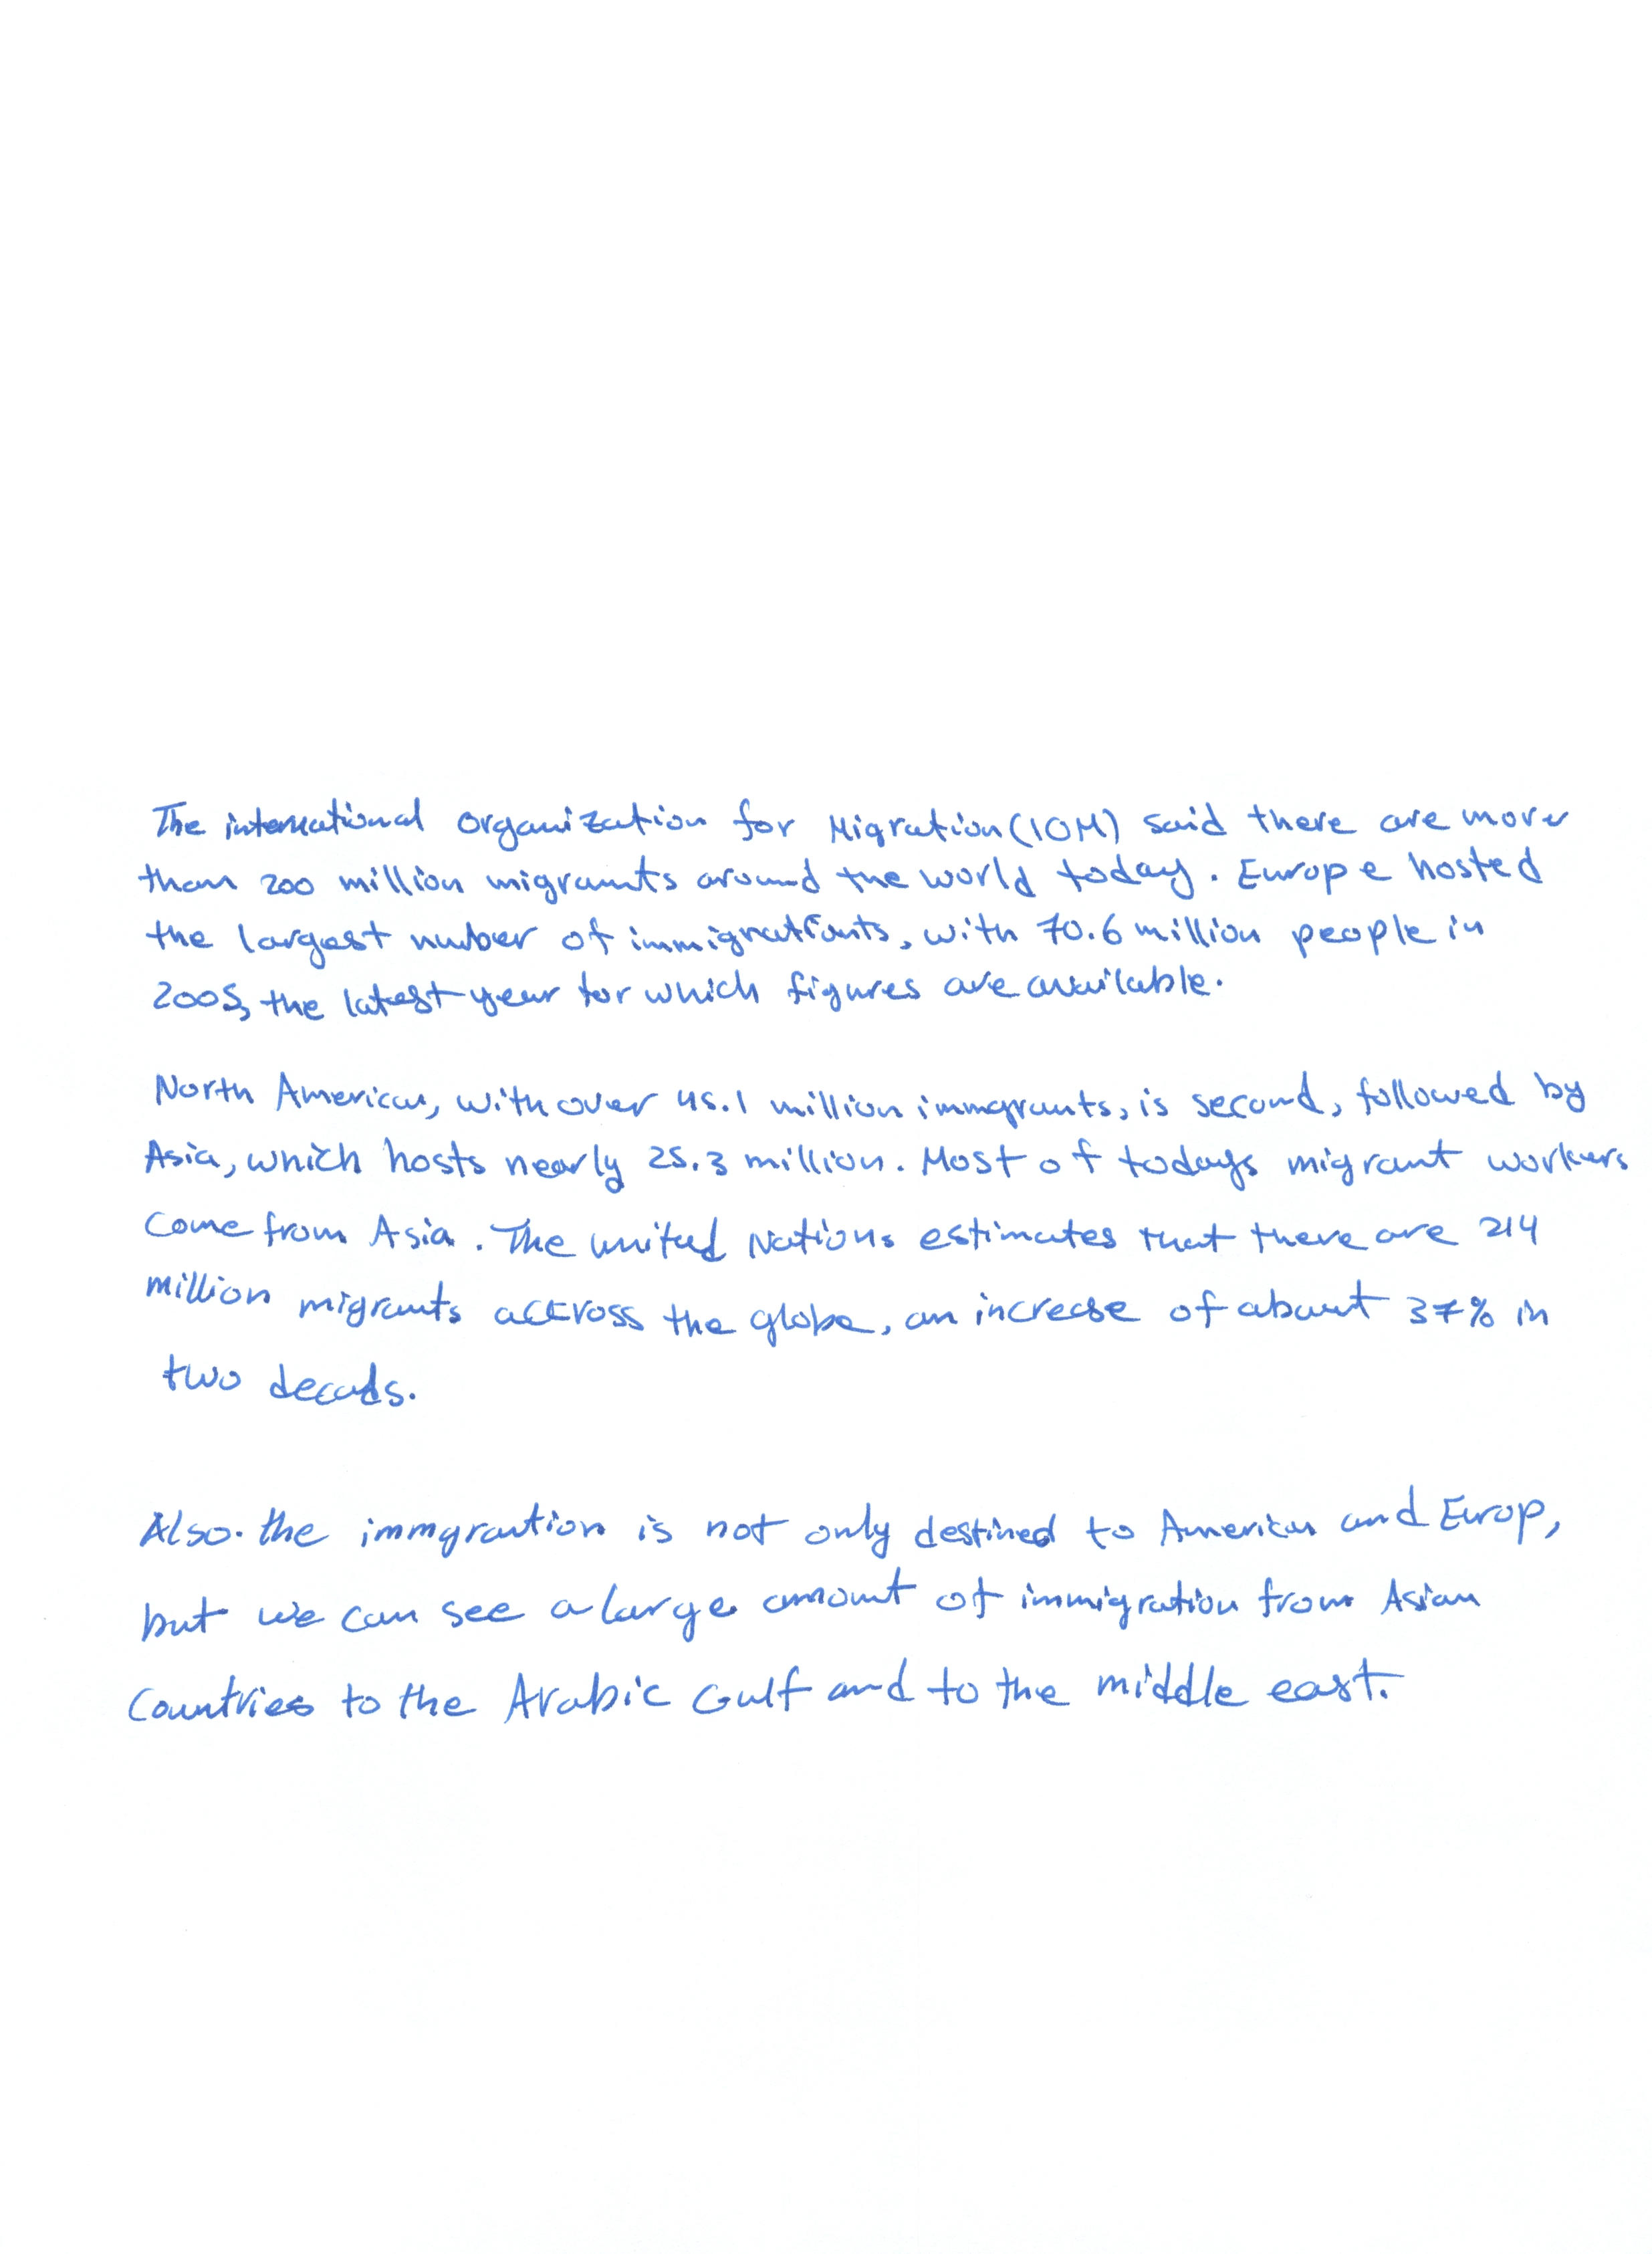 The international organization for Migration (IOM) said there are more
than 200 million migrants around the world today. Europe hosted
the largest number of immigratiants, with 70.6 million people in
2005, the latest year for which figures are available.
North America, with over 45.1 million immgrants, is second, followed by
Asia, which hosts nearly 25.3 million. Most of todays migrant workers
come from Asia. The united Nations estimates that there are 214
million migrants accross the globe, an increase of about 37% in
two decads.
Also. the immgration is not only destined to America and Europ,
but we can see a large amount of immigration from Asian
Countries to the Arabic Gulf and to the middle east.